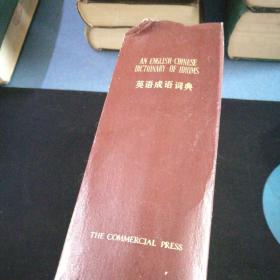 AN ENGLISH CHINESE
DICTIONARY OF IDIOMS
英语成语词典
THE COMMERCIAL PRESS